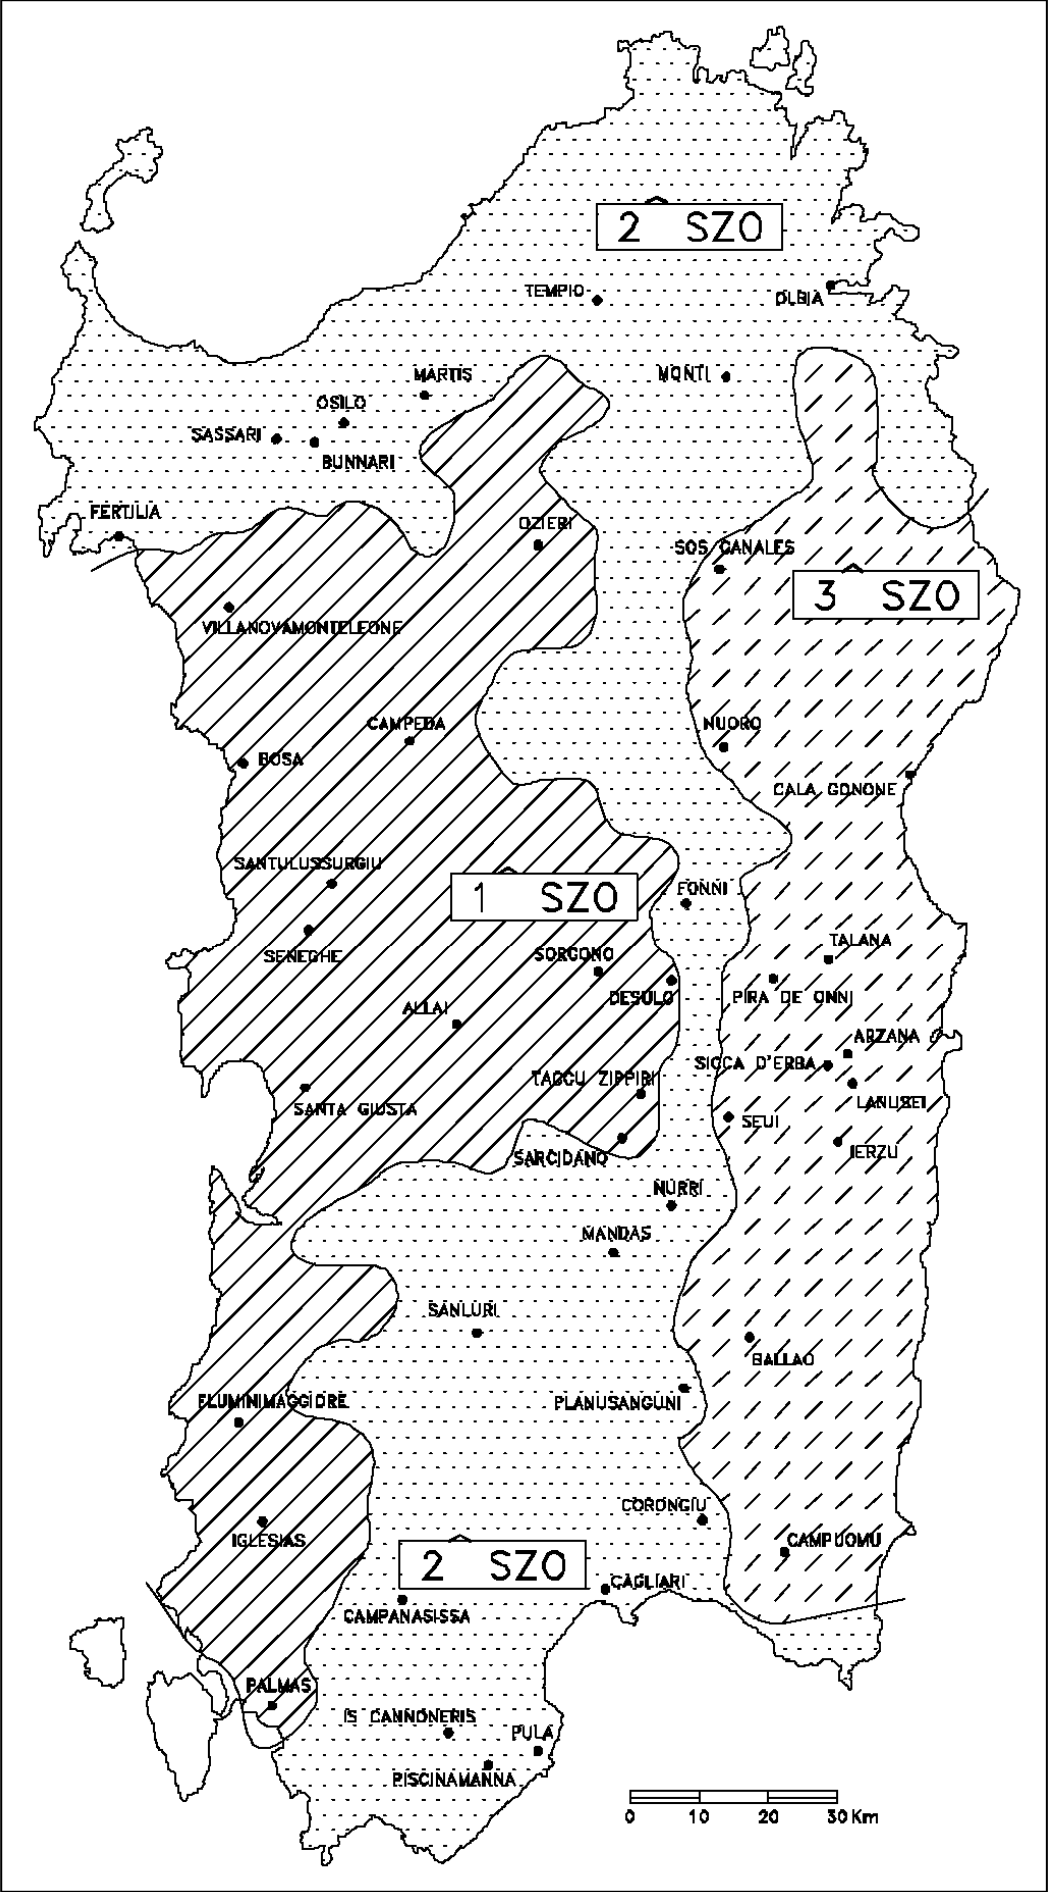 2^ SZO
TEMPIO
OLBIA
MARTIS
MONTI
OSILO
SASSARI
BUNNARI
FERTILIA
OZIERI
SOS CANALES
3^ SZO
VILLANOVAMONTELEONE
CAMPEDA
NUORO
BOSA
CALA GONONE
SANTULUSSURGIU
1^ SZO
FONNI
SENEGHE
SORGONO
TALANA
DESULO
PIRA DE ONNI
ALLAI
ARZANA
SICCA D'ERBA
TACCU ZIPPIRI
LANUSEI
SANTA GIUSTA
SEUI
IERZU
SARCIDANO
NURRI
MANDAS
SANLURI
BALLAO
FLUMINIMAGGIORE
PLANUSANGUNI
CORONGIU
IGLESIAS
CAMPUOMU
2^ SZO
CAGLIARI
CAMPANASISSA
PALMAS
IS CANNONERIS
PULA
PISCINAMANNA
0 10 20 30 Km